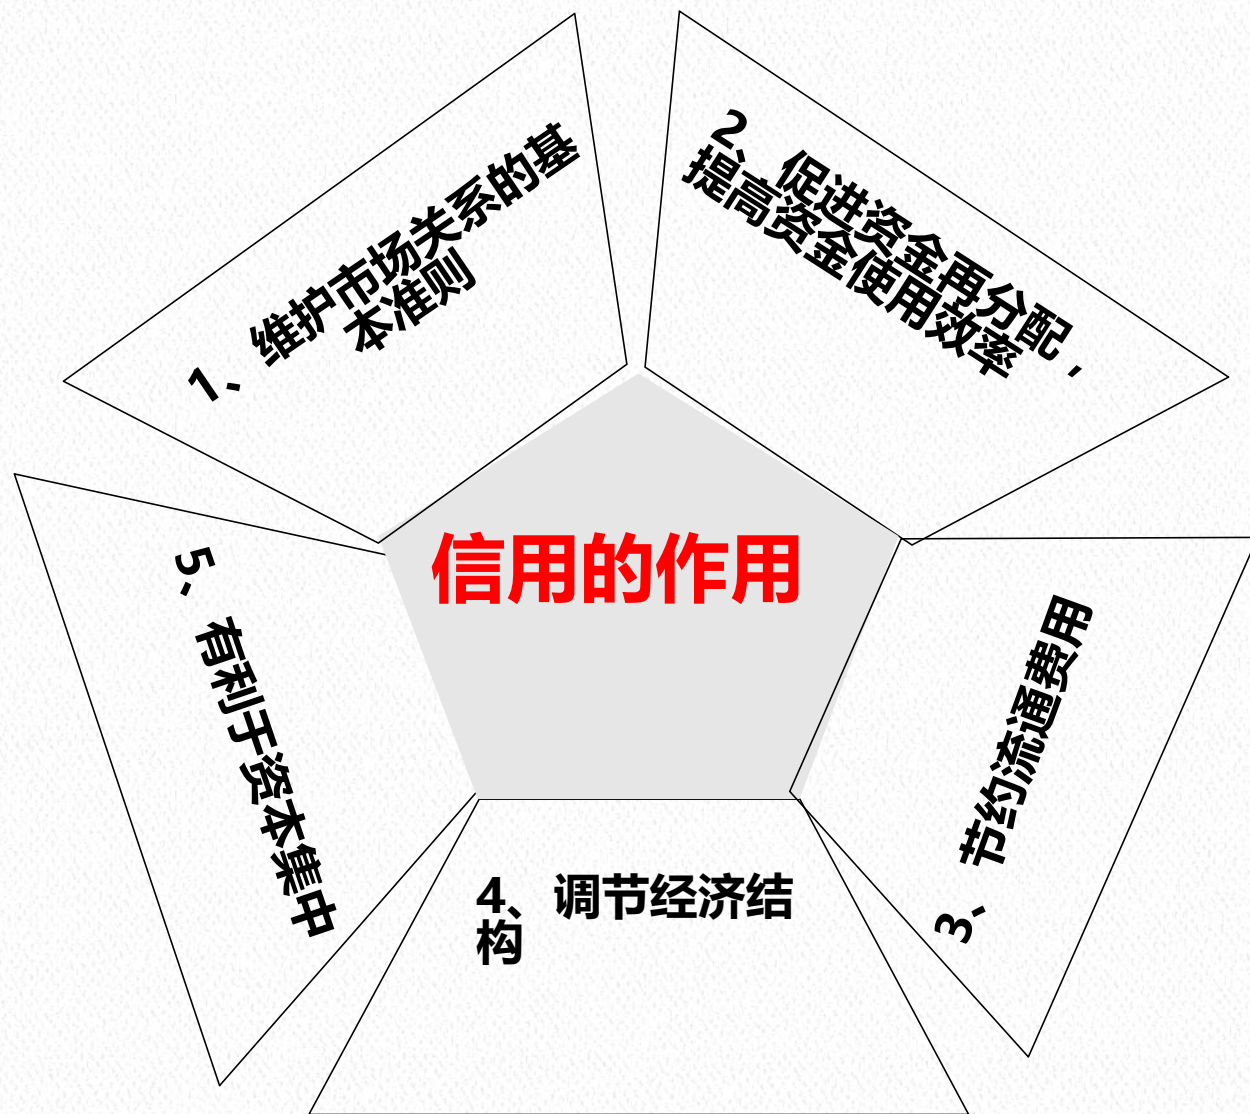 信用的作用
1、维护市场关系的基
本准则
2、促进资金再分配，
提高资金使用效率
3、节约流通费用
4、调节经济结
构
5、有利于资本集中